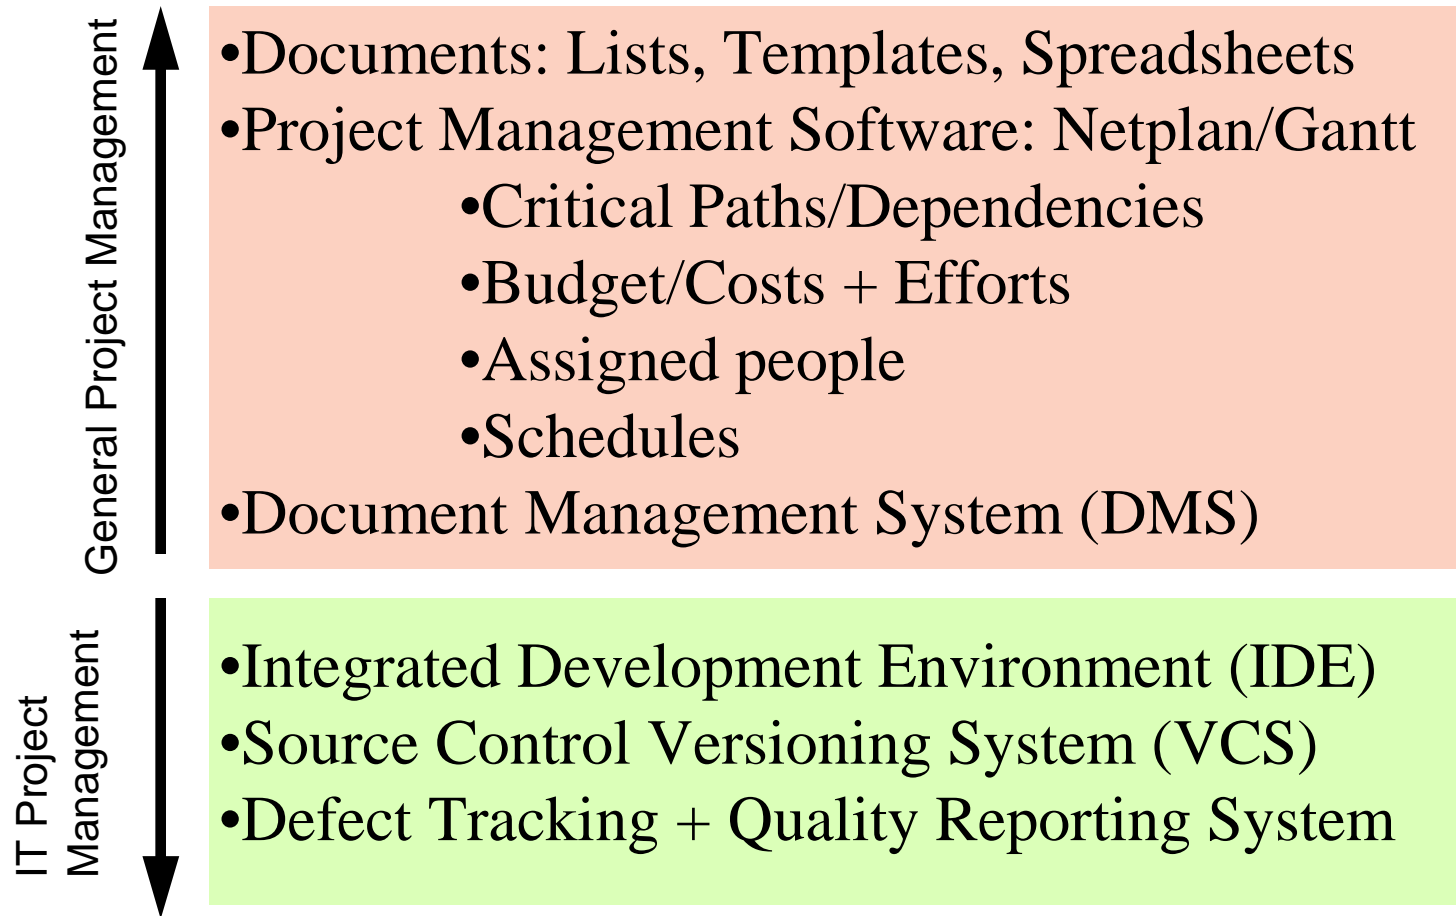 General Project Management
•Documents: Lists, Templates, Spreadsheets
•Project Management Software: Netplan/Gantt
•Critical Paths/Dependencies
•Budget/Costs + Efforts
•Assigned people
•Schedules
•Document Management System (DMS)
IT Project
Management
•Integrated Development Environment (IDE)
•Source Control Versioning System (VCS)
•Defect Tracking + Quality Reporting System